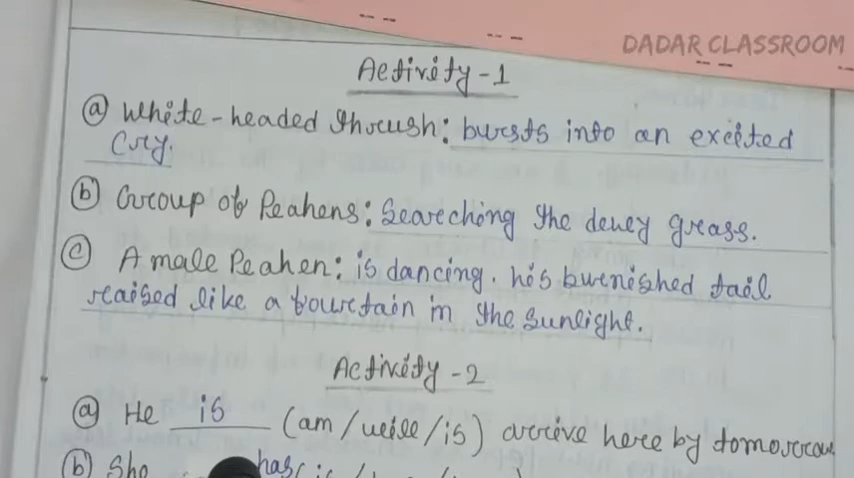 DADAR CLASSROOM
Activity-1
(a) White-headed thrush: bursts into an excited
Cry.
(b) Group of Peahens: Searching the dewy grass.
(c) A male Peahen: is dancing. his burnished tail
raised like a fountain in the sunlight.
Activity-2
(a) He is (am/will/is) arrive here by tomorrow
(b) She has